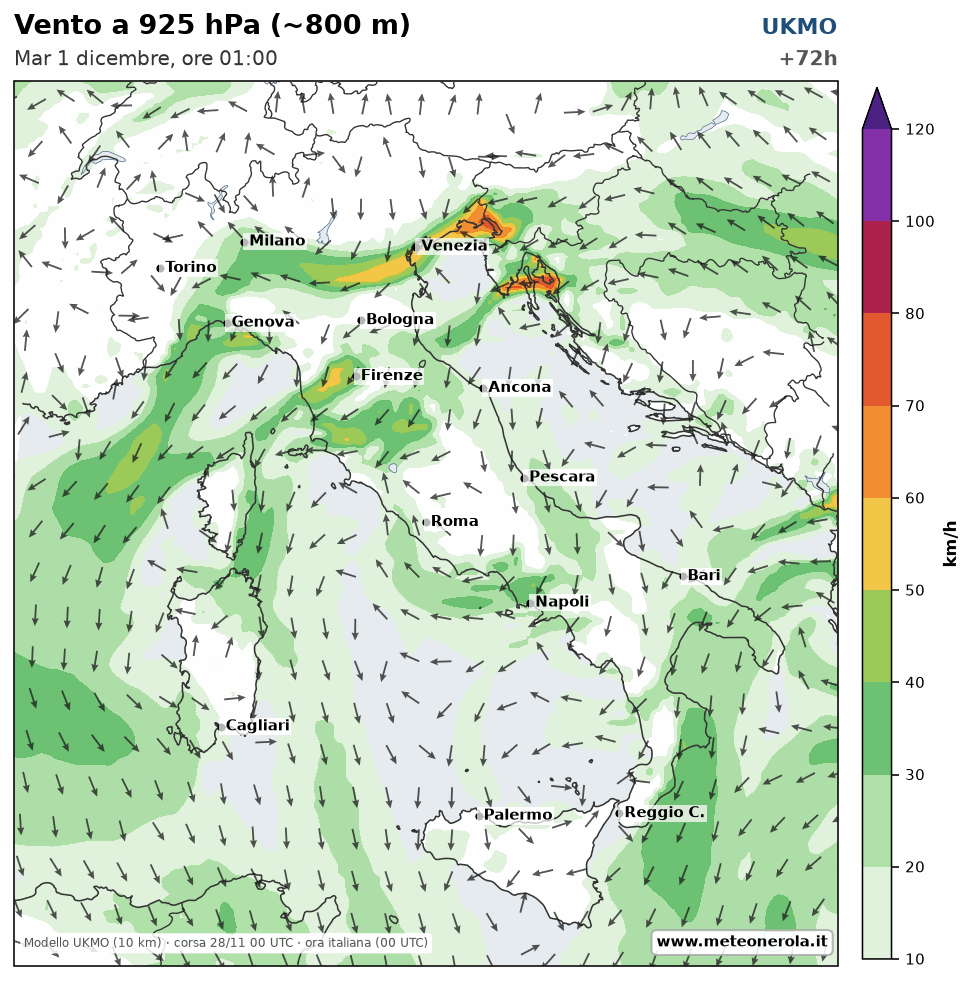 Vento a 925 hPa (~800 m)
UKMO
Mar 1 dicembre, ore 01:00
+72h
Milano
Venezia
Torino
Genova
Bologna
Firenze
Ancona
Pescara
Roma
Bari
Napoli
Cagliari
Palermo
Reggio C.
Modello UKMO (10 km) · corsa 28/11 00 UTC · ora italiana (00 UTC)
www.meteonerola.it
120
100
80
70
60
50
40
30
20
10
km/h